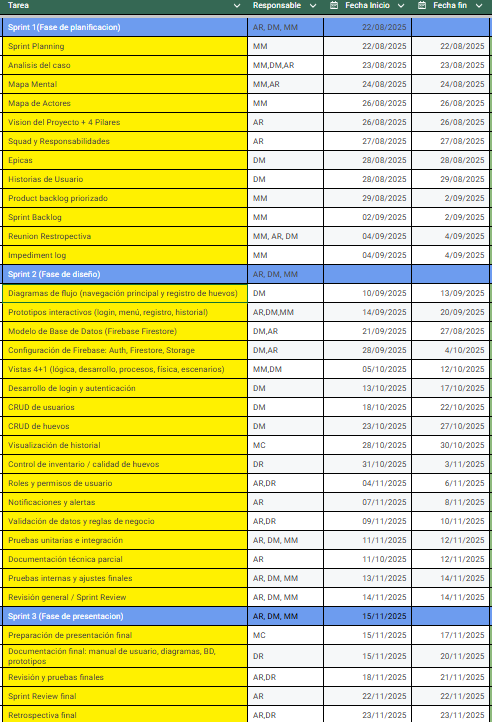 Tarea Responsable Fecha Inicio Fecha fin
Sprint 1(Fase de planificacion) AR, DM, MM 22/08/2025
Sprint Planning MM 22/08/2025 22/08/2025
Analisis del caso MM,DM,AR 23/08/2025 23/08/2025
Mapa Mental MM,AR 24/08/2025 24/08/2025
Mapa de Actores MM 26/08/2025 26/08/2025
Vision del Proyecto + 4 Pilares AR 26/08/2025 26/08/2025
Squad y Responsabilidades AR 27/08/2025 27/08/2025
Epicas DM 28/08/2025 28/08/2025
Historias de Usuario DM 28/08/2025 29/08/2025
Product backlog priorizado MM 29/08/2025 2/09/2025
Sprint Backlog MM 02/09/2025 2/09/2025
Reunion Restropectiva MM, AR, DM 04/09/2025 4/09/2025
Impediment log MM 04/09/2025 4/09/2025
Sprint 2 (Fase de diseño) AR, DM, MM
Diagramas de flujo (navegación principal y registro de huevos) DM 10/09/2025 13/09/2025
Prototipos interactivos (login, menú, registro, historial) AR,DM,MM 14/09/2025 20/09/2025
Modelo de Base de Datos (Firebase Firestore) DM,AR 21/09/2025 27/08/2025
Configuración de Firebase: Auth, Firestore, Storage DM,AR 28/09/2025 4/10/2025
Vistas 4+1 (lógica, desarrollo, procesos, física, escenarios) MM,DM 05/10/2025 12/10/2025
Desarrollo de login y autenticación DM 13/10/2025 17/10/2025
CRUD de usuarios DM 18/10/2025 22/10/2025
CRUD de huevos DM 23/10/2025 27/10/2025
Visualización de historial MC 28/10/2025 30/10/2025
Control de inventario / calidad de huevos DR 31/10/2025 3/11/2025
Roles y permisos de usuario AR,DR 04/11/2025 6/11/2025
Notificaciones y alertas AR 07/11/2025 8/11/2025
Validación de datos y reglas de negocio AR,DR 09/11/2025 10/11/2025
Pruebas unitarias e integración AR, DM, MM 11/11/2025 12/11/2025
Documentación técnica parcial AR 11/10/2025 12/11/2025
Pruebas internas y ajustes finales AR, DM, MM 13/11/2025 14/11/2025
Revisión general / Sprint Review AR, DM, MM 14/11/2025 14/11/2025
Sprint 3 (Fase de presentacion) AR, DM, MM 15/11/2025
Preparación de presentación final MC 15/11/2025 17/11/2025
Documentación final: manual de usuario, diagramas, BD,
prototipos DR 15/11/2025 20/11/2025
Revisión y pruebas finales AR,DR 18/11/2025 21/11/2025
Sprint Review final AR 22/11/2025 22/11/2025
Retrospectiva final AR,DR 23/11/2025 23/11/2025